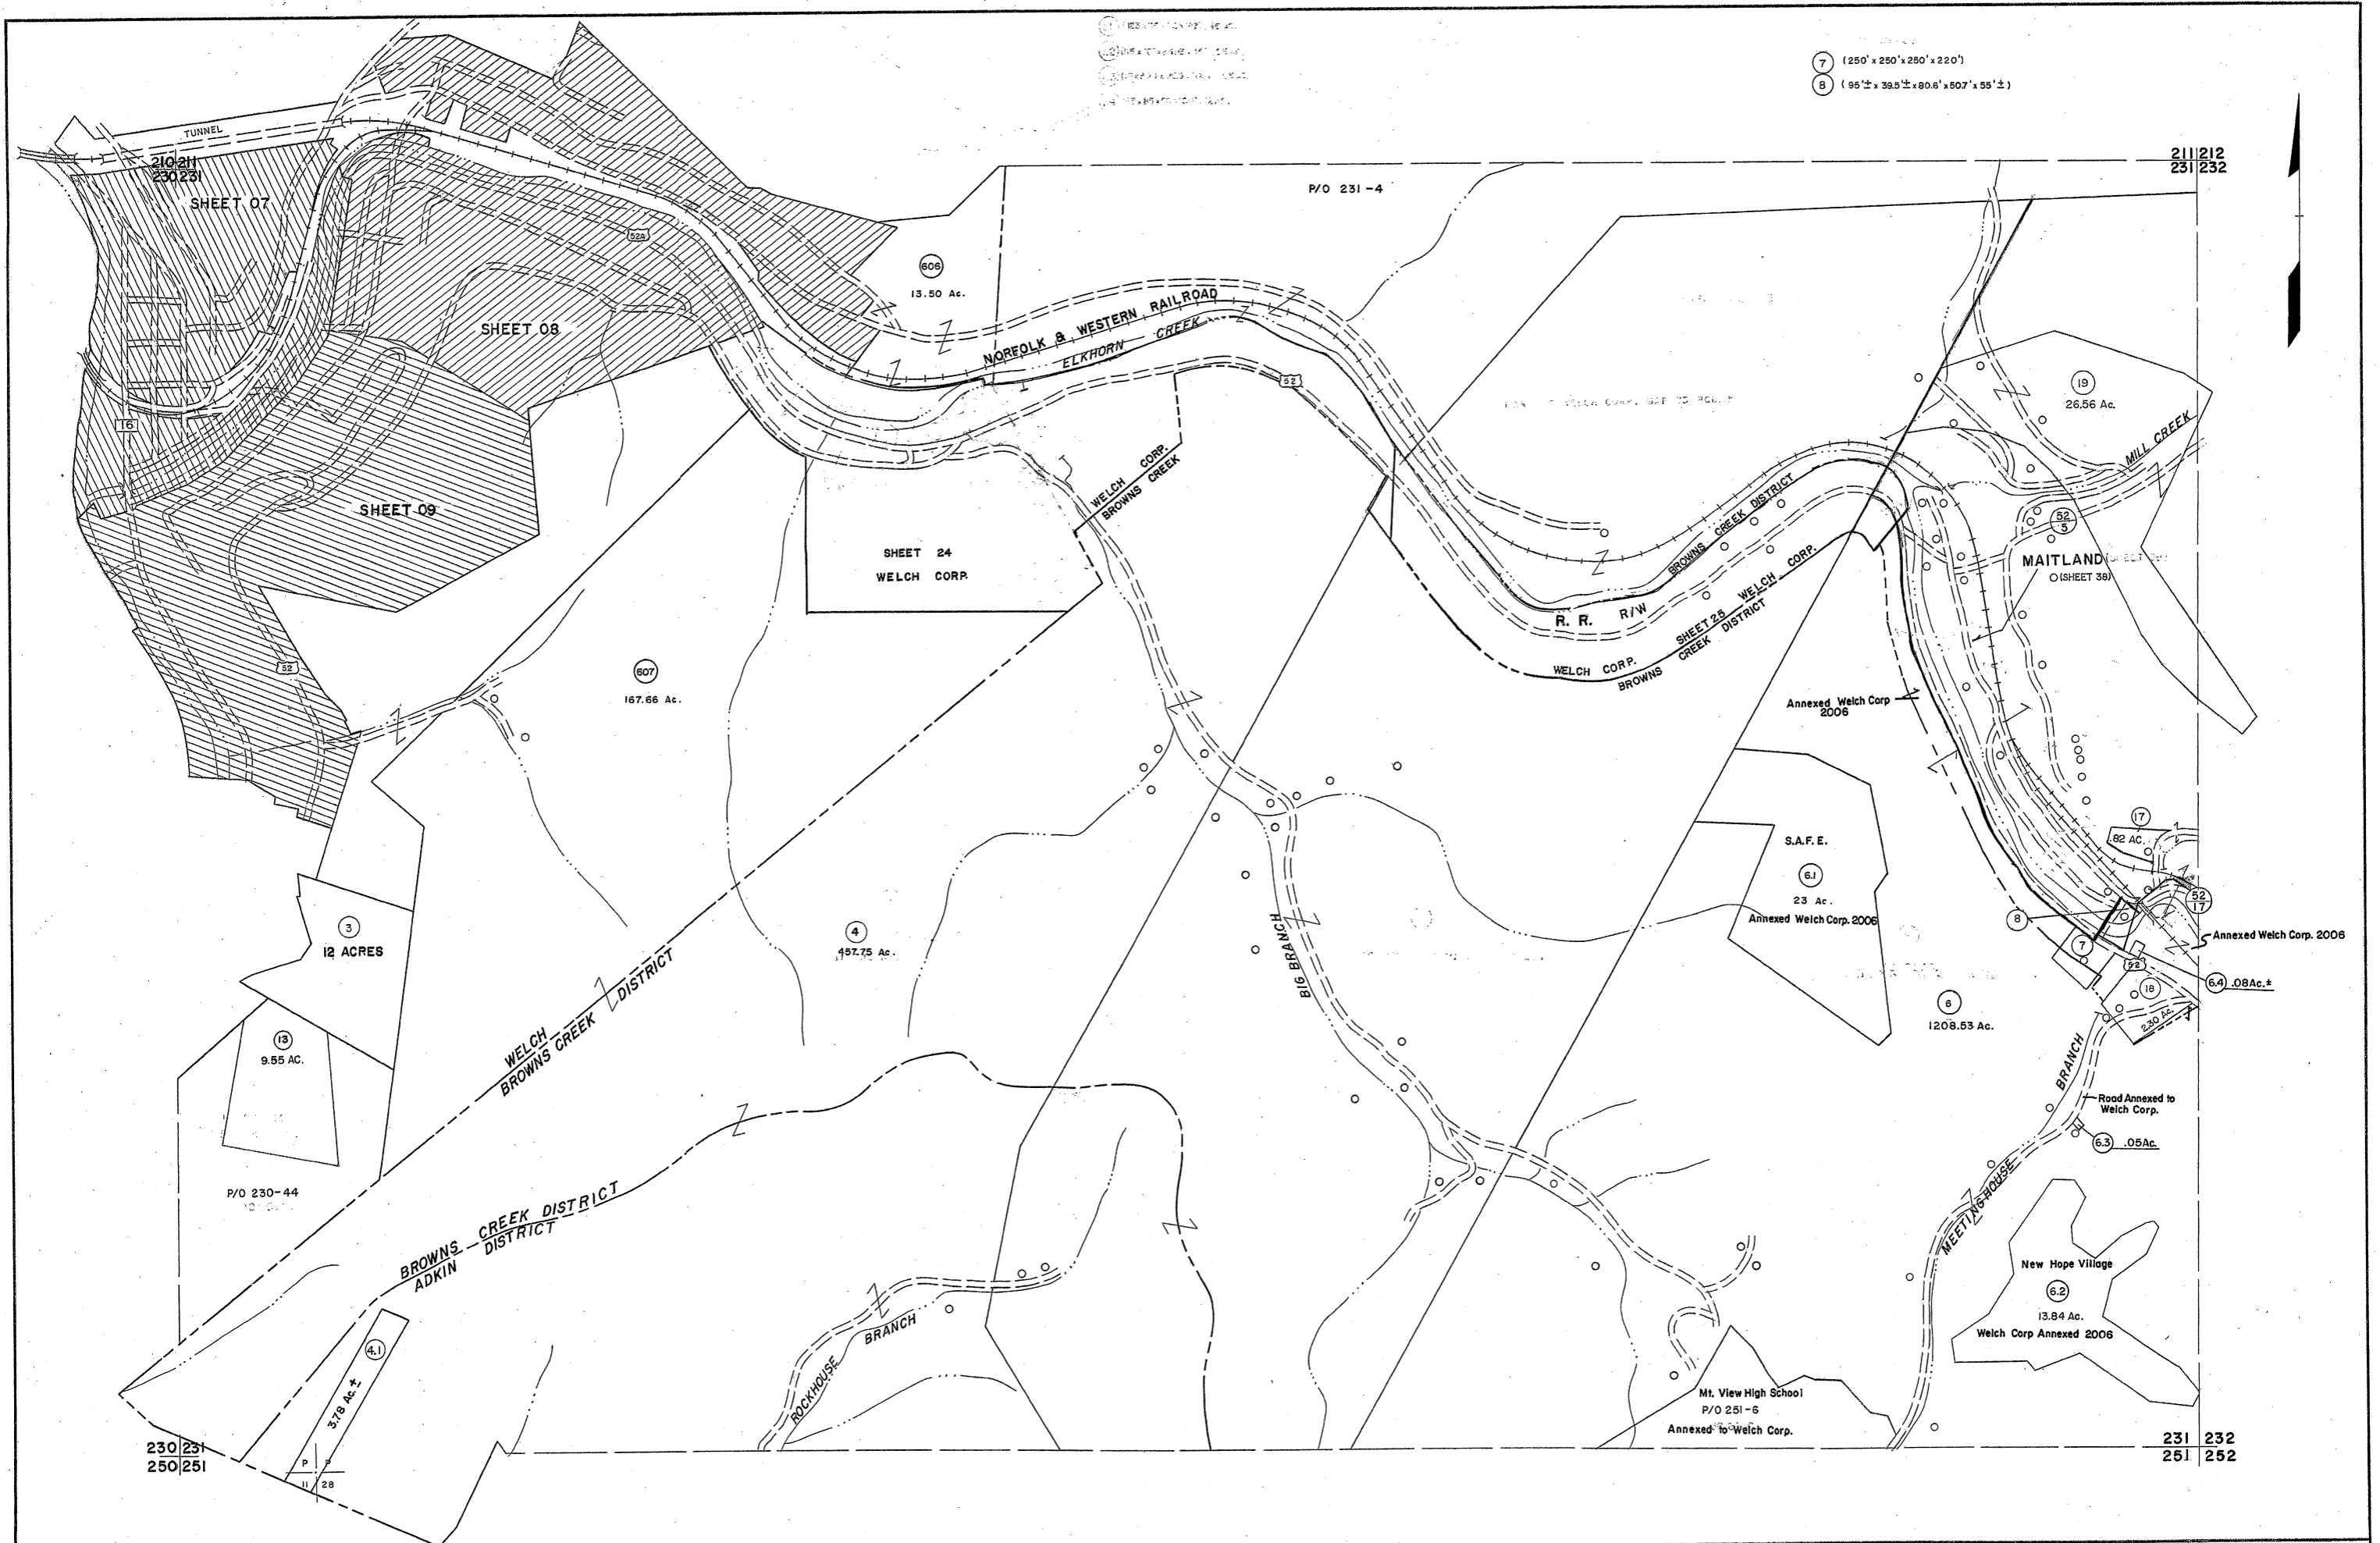 7 (250' x 250' x 260' x 220')
8 (95'± x 39.5'± x 80.6' x 50.7' x 55'±)
TUNNEL
210 211
230 231
211 212
231 232
P/O 231-4
SHEET 07
52A
606
13.50 Ac.
SHEET 08
NORFOLK & WESTERN RAILROAD
ELKHORN CREEK
52
19
26.56 Ac.
16
MILL CREEK
WELCH CORP.
BROWNS CREEK
SHEET 09
BROWNS CREEK DISTRICT
52
5
SHEET 24
WELCH CORP.
MAITLAND
O (SHEET 38)
R. R. R/W
SHEET 25
WELCH CORP. WELCH CORP.
BROWNS CREEK DISTRICT
52
607
167.66 Ac.
Annexed Welch Corp
2006
17
.82 AC.
S.A.F.E.
6.1
23 Ac.
Annexed Welch Corp. 2006
52
17
8
7
Annexed Welch Corp. 2006
3
12 ACRES
4
457.75 Ac.
BIG BRANCH
52
6.4 .08Ac.±
18
2.30 Ac.
6
1208.53 Ac.
WELCH DISTRICT
BROWNS CREEK
13
9.55 AC.
BRANCH
Road Annexed to
Welch Corp.
6.3 .05Ac.
MEETINGHOUSE
P/O 230-44
BROWNS CREEK DISTRICT
ADKIN DISTRICT
New Hope Village
6.2
13.84 Ac.
Welch Corp Annexed 2006
4.1
3.78 Ac.±
ROCKHOUSE BRANCH
Mt. View High School
P/O 251-6
Annexed to Welch Corp.
230 231
250 251
P
11 28
231 232
251 252